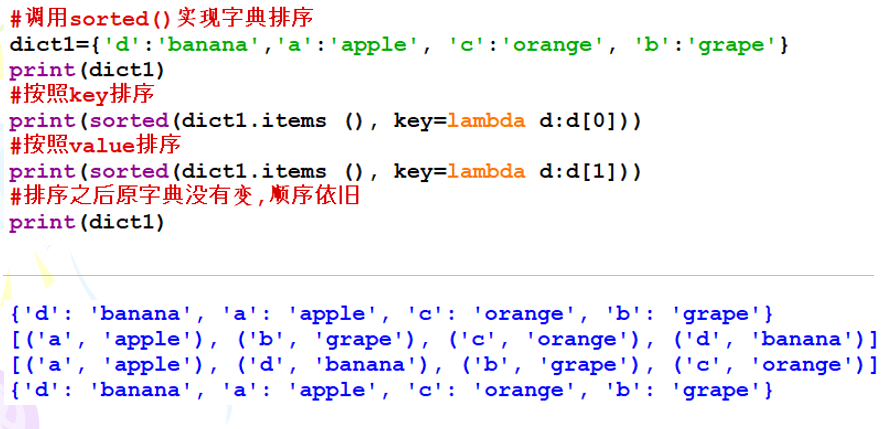 #调用sorted()实现字典排序
dict1={'d':'banana','a':'apple', 'c':'orange', 'b':'grape'}
print(dict1)
#按照key排序
print(sorted(dict1.items (), key=lambda d:d[0]))
#按照value排序
print(sorted(dict1.items (), key=lambda d:d[1]))
#排序之后原字典没有变,顺序依旧
print(dict1)
{'d': 'banana', 'a': 'apple', 'c': 'orange', 'b': 'grape'}
[('a', 'apple'), ('b', 'grape'), ('c', 'orange'), ('d', 'banana')]
[('a', 'apple'), ('d', 'banana'), ('b', 'grape'), ('c', 'orange')]
{'d': 'banana', 'a': 'apple', 'c': 'orange', 'b': 'grape'}